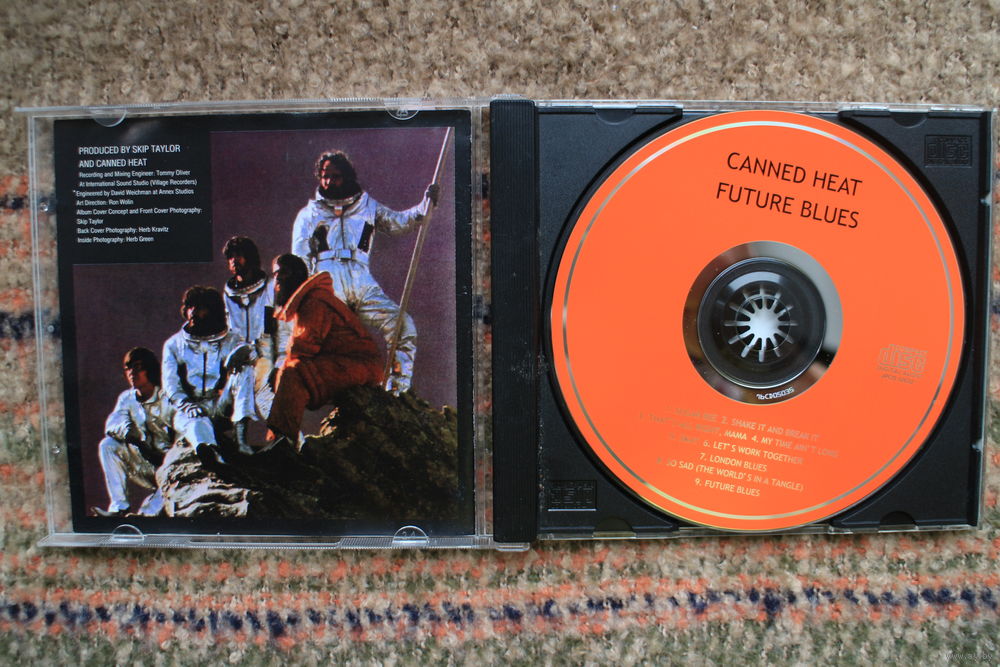 PRODUCED BY SKIP TAYLOR
AND CANNED HEAT
Recording and Mixing Engineer: Tommy Oliver
At International Sound Studio (Village Recorders)
Engineered by David Weichman at Annex Studios
Art Direction: Ron Wolin
Album Cover Concept and Front Cover Photography:
Skip Taylor
Back Cover Photography: Herb Kravitz
Inside Photography: Herb Green
CANNED HEAT
FUTURE BLUES
2. SHAKE IT AND BREAK IT
MAMA 4. MY TIME AIN'T LONG
6. LET'S WORK TOGETHER
7. LONDON BLUES
SO SAD (THE WORLD'S IN A TANGLE)
9. FUTURE BLUES